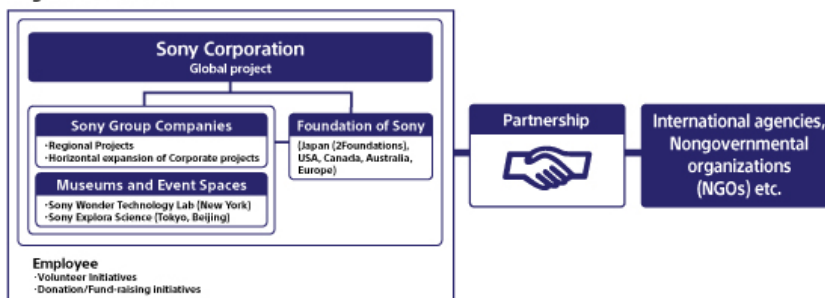 Sony Corporation
Global project
Sony Group Companies
·Regional Projects
·Horizontal expansion of Corporate projects
Museums and Event Spaces
·Sony Wonder Technology Lab (New York)
·Sony Explora Science (Tokyo, Beijing)
Foundation of Sony
(Japan (2Foundations),
USA, Canada, Australia,
Europe)
Employee
·Volunteer Initiatives
·Donation/Fund-raising initiatives
Partnership
International agencies,
Nongovernmental
organizations
(NGOs) etc.